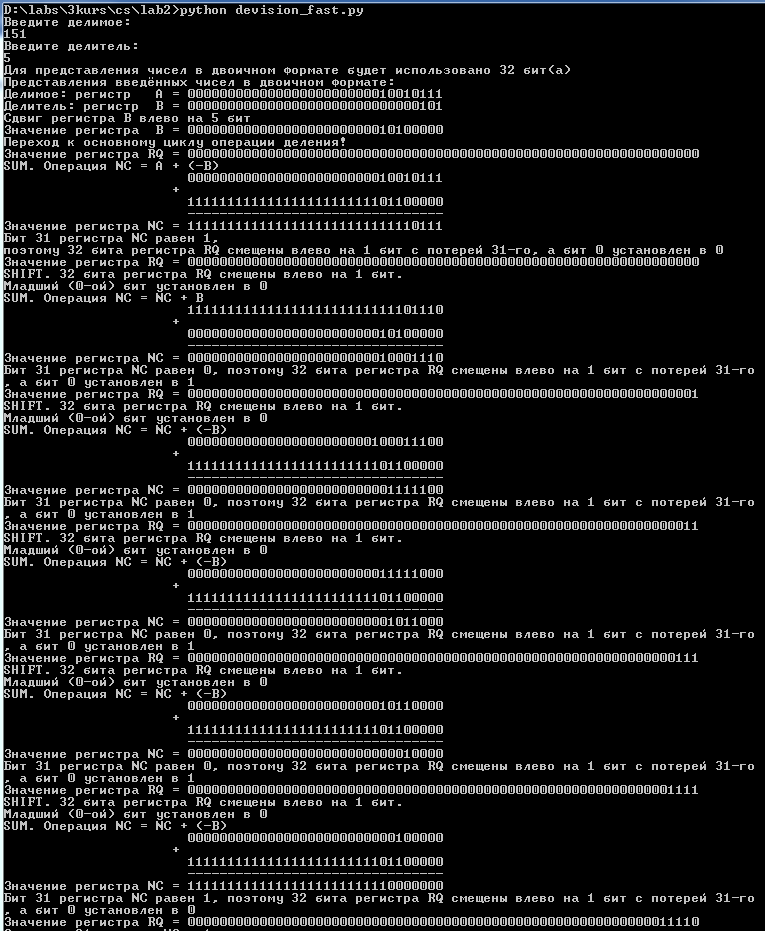 D:\labs\3kurs\cs\lab2>python devision_fast.py
Введите делимое:
151
Введите делитель:
5
Для представления чисел в двоичном формате будет использовано 32 бит(а)
Представления введённых чисел в двоичном формате:
Делимое: регистр   A = 00000000000000000000000010010111
Делитель: регистр  B = 00000000000000000000000000000101
Сдвиг регистра B влево на 5 бит
Значение регистра  B = 00000000000000000000000010100000
Переход к основному циклу операции деления!
Значение регистра RQ = 0000000000000000000000000000000000000000000000000000000000000000
SUM. Операция NC = A + (-B)
00000000000000000000000010010111
+
11111111111111111111111101100000
--------------------------------
Значение регистра NC = 11111111111111111111111111110111
Бит 31 регистра NC равен 1,
поэтому 32 бита регистра RQ смещены влево на 1 бит с потерей 31-го, а бит 0 установлен в 0
Значение регистра RQ = 0000000000000000000000000000000000000000000000000000000000000000
SHIFT. 32 бита регистра RQ смещены влево на 1 бит.
Младший (0-ой) бит установлен в 0
SUM. Операция NC = NC + B
11111111111111111111111111101110
+
00000000000000000000000010100000
--------------------------------
Значение регистра NC = 00000000000000000000000010001110
Бит 31 регистра NC равен 0, поэтому 32 бита регистра RQ смещены влево на 1 бит с потерей 31-го
, а бит 0 установлен в 1
Значение регистра RQ = 0000000000000000000000000000000000000000000000000000000000000001
SHIFT. 32 бита регистра RQ смещены влево на 1 бит.
Младший (0-ой) бит установлен в 0
SUM. Операция NC = NC + (-B)
00000000000000000000000100011100
+
11111111111111111111111101100000
--------------------------------
Значение регистра NC = 00000000000000000000000001111100
Бит 31 регистра NC равен 0, поэтому 32 бита регистра RQ смещены влево на 1 бит с потерей 31-го
, а бит 0 установлен в 1
Значение регистра RQ = 0000000000000000000000000000000000000000000000000000000000000011
SHIFT. 32 бита регистра RQ смещены влево на 1 бит.
Младший (0-ой) бит установлен в 0
SUM. Операция NC = NC + (-B)
00000000000000000000000011111000
+
11111111111111111111111101100000
--------------------------------
Значение регистра NC = 00000000000000000000000001011000
Бит 31 регистра NC равен 0, поэтому 32 бита регистра RQ смещены влево на 1 бит с потерей 31-го
, а бит 0 установлен в 1
Значение регистра RQ = 0000000000000000000000000000000000000000000000000000000000000111
SHIFT. 32 бита регистра RQ смещены влево на 1 бит.
Младший (0-ой) бит установлен в 0
SUM. Операция NC = NC + (-B)
00000000000000000000000010110000
+
11111111111111111111111101100000
--------------------------------
Значение регистра NC = 00000000000000000000000000010000
Бит 31 регистра NC равен 0, поэтому 32 бита регистра RQ смещены влево на 1 бит с потерей 31-го
, а бит 0 установлен в 1
Значение регистра RQ = 0000000000000000000000000000000000000000000000000000000000001111
SHIFT. 32 бита регистра RQ смещены влево на 1 бит.
Младший (0-ой) бит установлен в 0
SUM. Операция NC = NC + (-B)
00000000000000000000000000100000
+
11111111111111111111111101100000
--------------------------------
Значение регистра NC = 11111111111111111111111110000000
Бит 31 регистра NC равен 1, поэтому 32 бита регистра RQ смещены влево на 1 бит с потерей 31-го
, а бит 0 установлен в 0
Значение регистра RQ = 0000000000000000000000000000000000000000000000000000000000011110